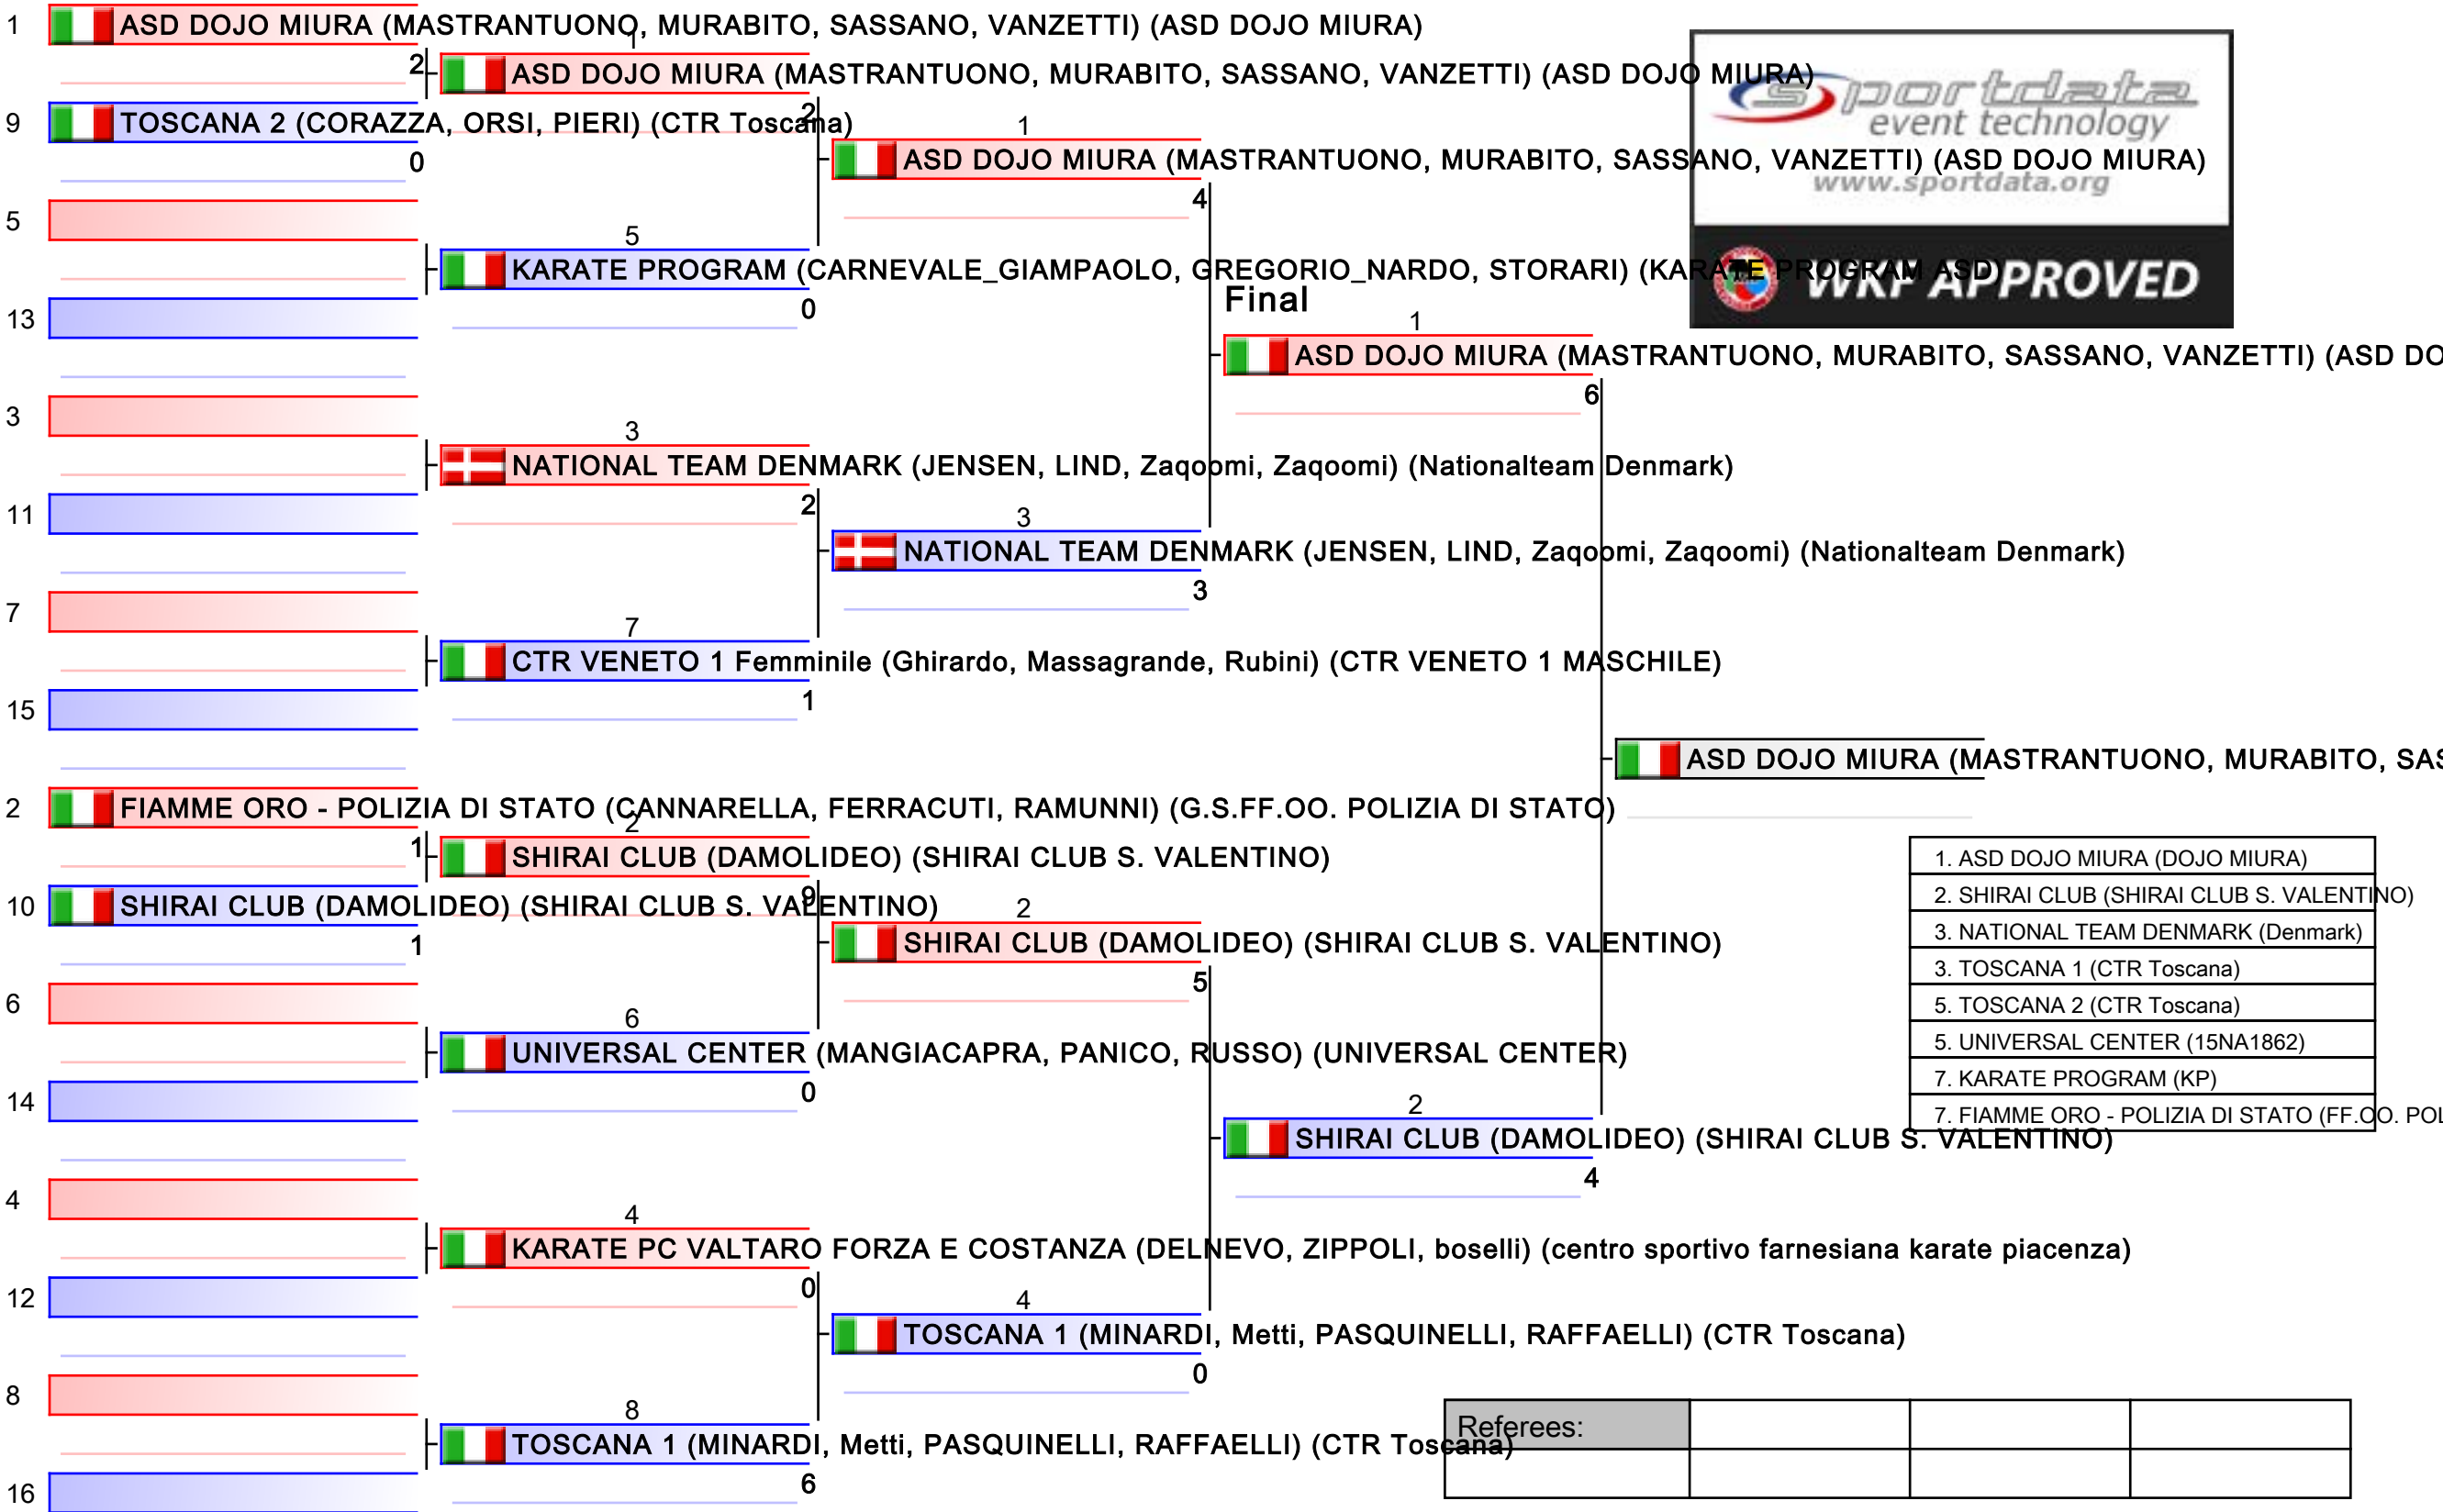 1
ASD DOJO MIURA (MASTRANTUONO, MURABITO, SASSANO, VANZETTI) (ASD DOJO MIURA)
2
9
TOSCANA 2 (CORAZZA, ORSI, PIERI) (CTR Toscana)
0
5
13
3
11
7
15
2
FIAMME ORO - POLIZIA DI STATO (CANNARELLA, FERRACUTI, RAMUNNI) (G.S.FF.OO. POLIZIA DI STATO)
1
10
SHIRAI CLUB (DAMOLIDEO) (SHIRAI CLUB S. VALENTINO)
1
6
14
4
12
8
16
1
ASD DOJO MIURA (MASTRANTUONO, MURABITO, SASSANO, VANZETTI) (ASD DOJO MIURA)
2
5
KARATE PROGRAM (CARNEVALE_GIAMPAOLO, GREGORIO_NARDO, STORARI) (KARATE PROGRAM ASD)
0
3
NATIONAL TEAM DENMARK (JENSEN, LIND, Zaqoomi, Zaqoomi) (Nationalteam Denmark)
2
7
CTR VENETO 1 Femminile (Ghirardo, Massagrande, Rubini) (CTR VENETO 1 MASCHILE)
1
2
SHIRAI CLUB (DAMOLIDEO) (SHIRAI CLUB S. VALENTINO)
9
6
UNIVERSAL CENTER (MANGIACAPRA, PANICO, RUSSO) (UNIVERSAL CENTER)
0
4
KARATE PC VALTARO FORZA E COSTANZA (DELNEVO, ZIPPOLI, boselli) (centro sportivo farnesiana karate piacenza)
0
8
TOSCANA 1 (MINARDI, Metti, PASQUINELLI, RAFFAELLI) (CTR Toscana)
6
1
ASD DOJO MIURA (MASTRANTUONO, MURABITO, SASSANO, VANZETTI) (ASD DOJO MIURA)
4
3
NATIONAL TEAM DENMARK (JENSEN, LIND, Zaqoomi, Zaqoomi) (Nationalteam Denmark)
3
2
SHIRAI CLUB (DAMOLIDEO) (SHIRAI CLUB S. VALENTINO)
5
4
TOSCANA 1 (MINARDI, Metti, PASQUINELLI, RAFFAELLI) (CTR Toscana)
0
Final
1
ASD DOJO MIURA (MASTRANTUONO, MURABITO, SASSANO, VANZETTI) (ASD DO
6
2
SHIRAI CLUB (DAMOLIDEO) (SHIRAI CLUB S. VALENTINO)
4
ASD DOJO MIURA (MASTRANTUONO, MURABITO, SAS
sportdata
event technology
www.sportdata.org
WKF APPROVED
1. ASD DOJO MIURA (DOJO MIURA)
2. SHIRAI CLUB (SHIRAI CLUB S. VALENTINO)
3. NATIONAL TEAM DENMARK (Denmark)
3. TOSCANA 1 (CTR Toscana)
5. TOSCANA 2 (CTR Toscana)
5. UNIVERSAL CENTER (15NA1862)
7. KARATE PROGRAM (KP)
7. FIAMME ORO - POLIZIA DI STATO (FF.OO. POL
Referees: